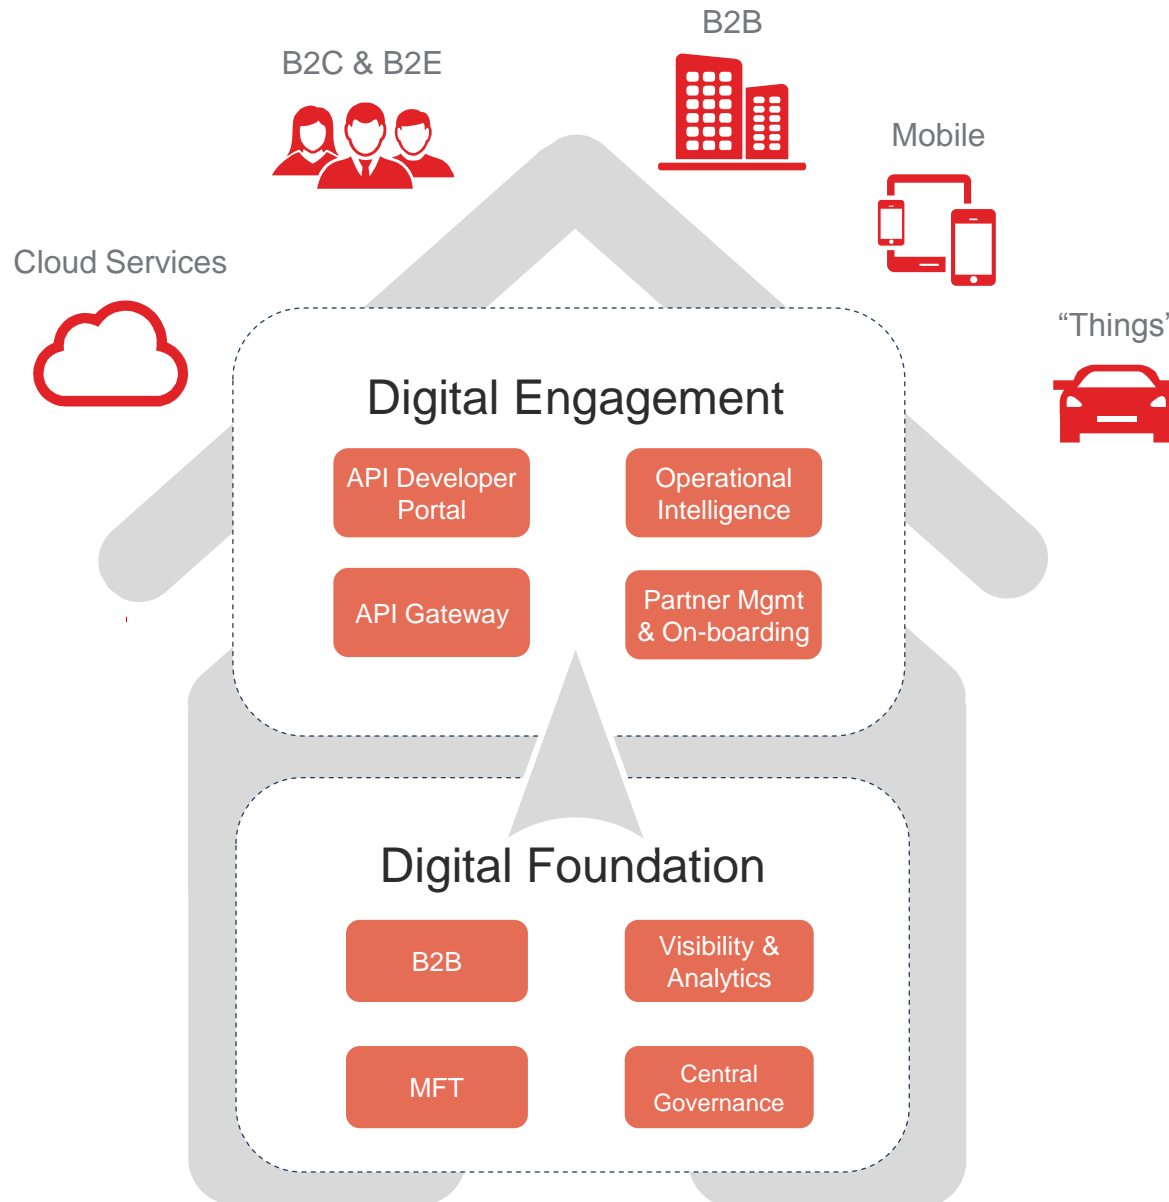 B2B
B2C & B2E
Mobile
Cloud Services
“Things”
Digital Engagement
API Developer
Portal
Operational
Intelligence
API Gateway
Partner Mgmt
& On-boarding
Digital Foundation
B2B
Visibility &
Analytics
MFT
Central
Governance